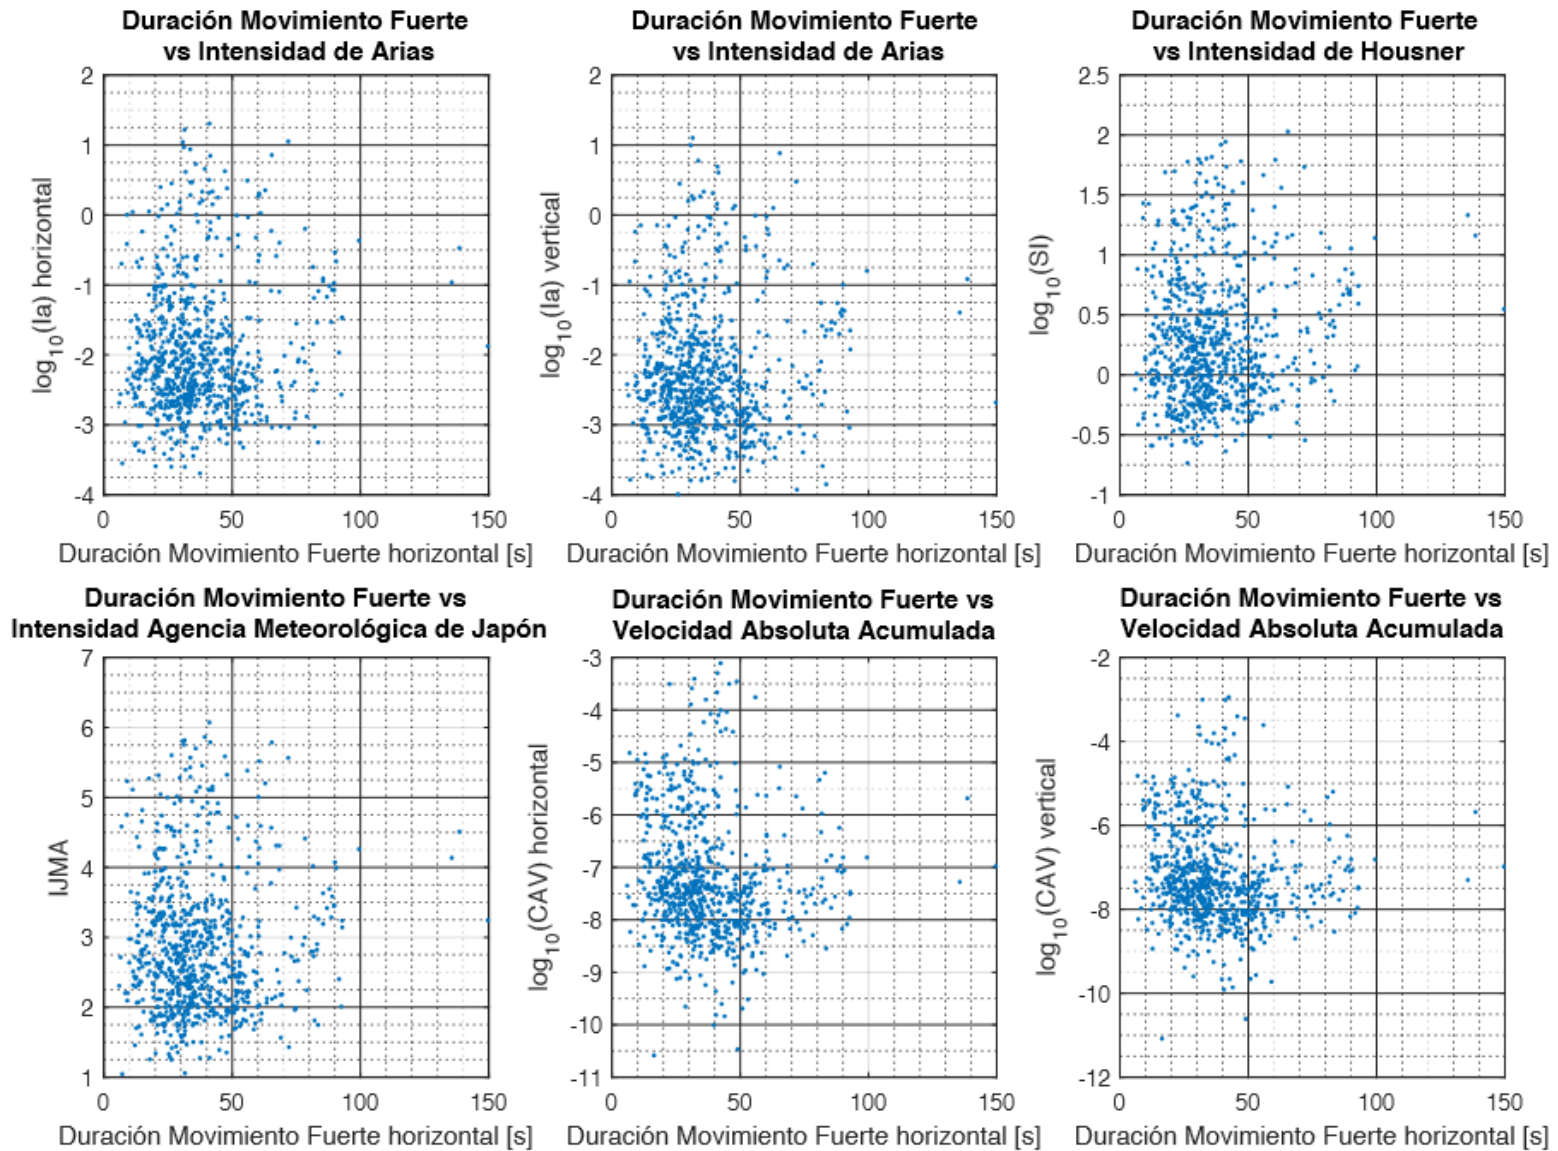 Duración Movimiento Fuerte
vs Intensidad de Arias
2
1
0
-1
-2
-3
-4
log10(Ia) horizontal
0 50 100 150
Duración Movimiento Fuerte horizontal [s]
Duración Movimiento Fuerte
vs Intensidad de Arias
2
1
0
-1
-2
-3
-4
log10(Ia) vertical
0 50 100 150
Duración Movimiento Fuerte horizontal [s]
Duración Movimiento Fuerte
vs Intensidad de Housner
2.5
2
1.5
1
0.5
0
-0.5
-1
log10(SI)
0 50 100 150
Duración Movimiento Fuerte horizontal [s]
Duración Movimiento Fuerte vs
Intensidad Agencia Meteorológica de Japón
7
6
5
4
3
2
1
IJMA
0 50 100 150
Duración Movimiento Fuerte horizontal [s]
Duración Movimiento Fuerte vs
Velocidad Absoluta Acumulada
-3
-4
-5
-6
-7
-8
-9
-10
-11
log10(CAV) horizontal
0 50 100 150
Duración Movimiento Fuerte horizontal [s]
Duración Movimiento Fuerte vs
Velocidad Absoluta Acumulada
-2
-4
-6
-8
-10
-12
log10(CAV) vertical
0 50 100 150
Duración Movimiento Fuerte horizontal [s]